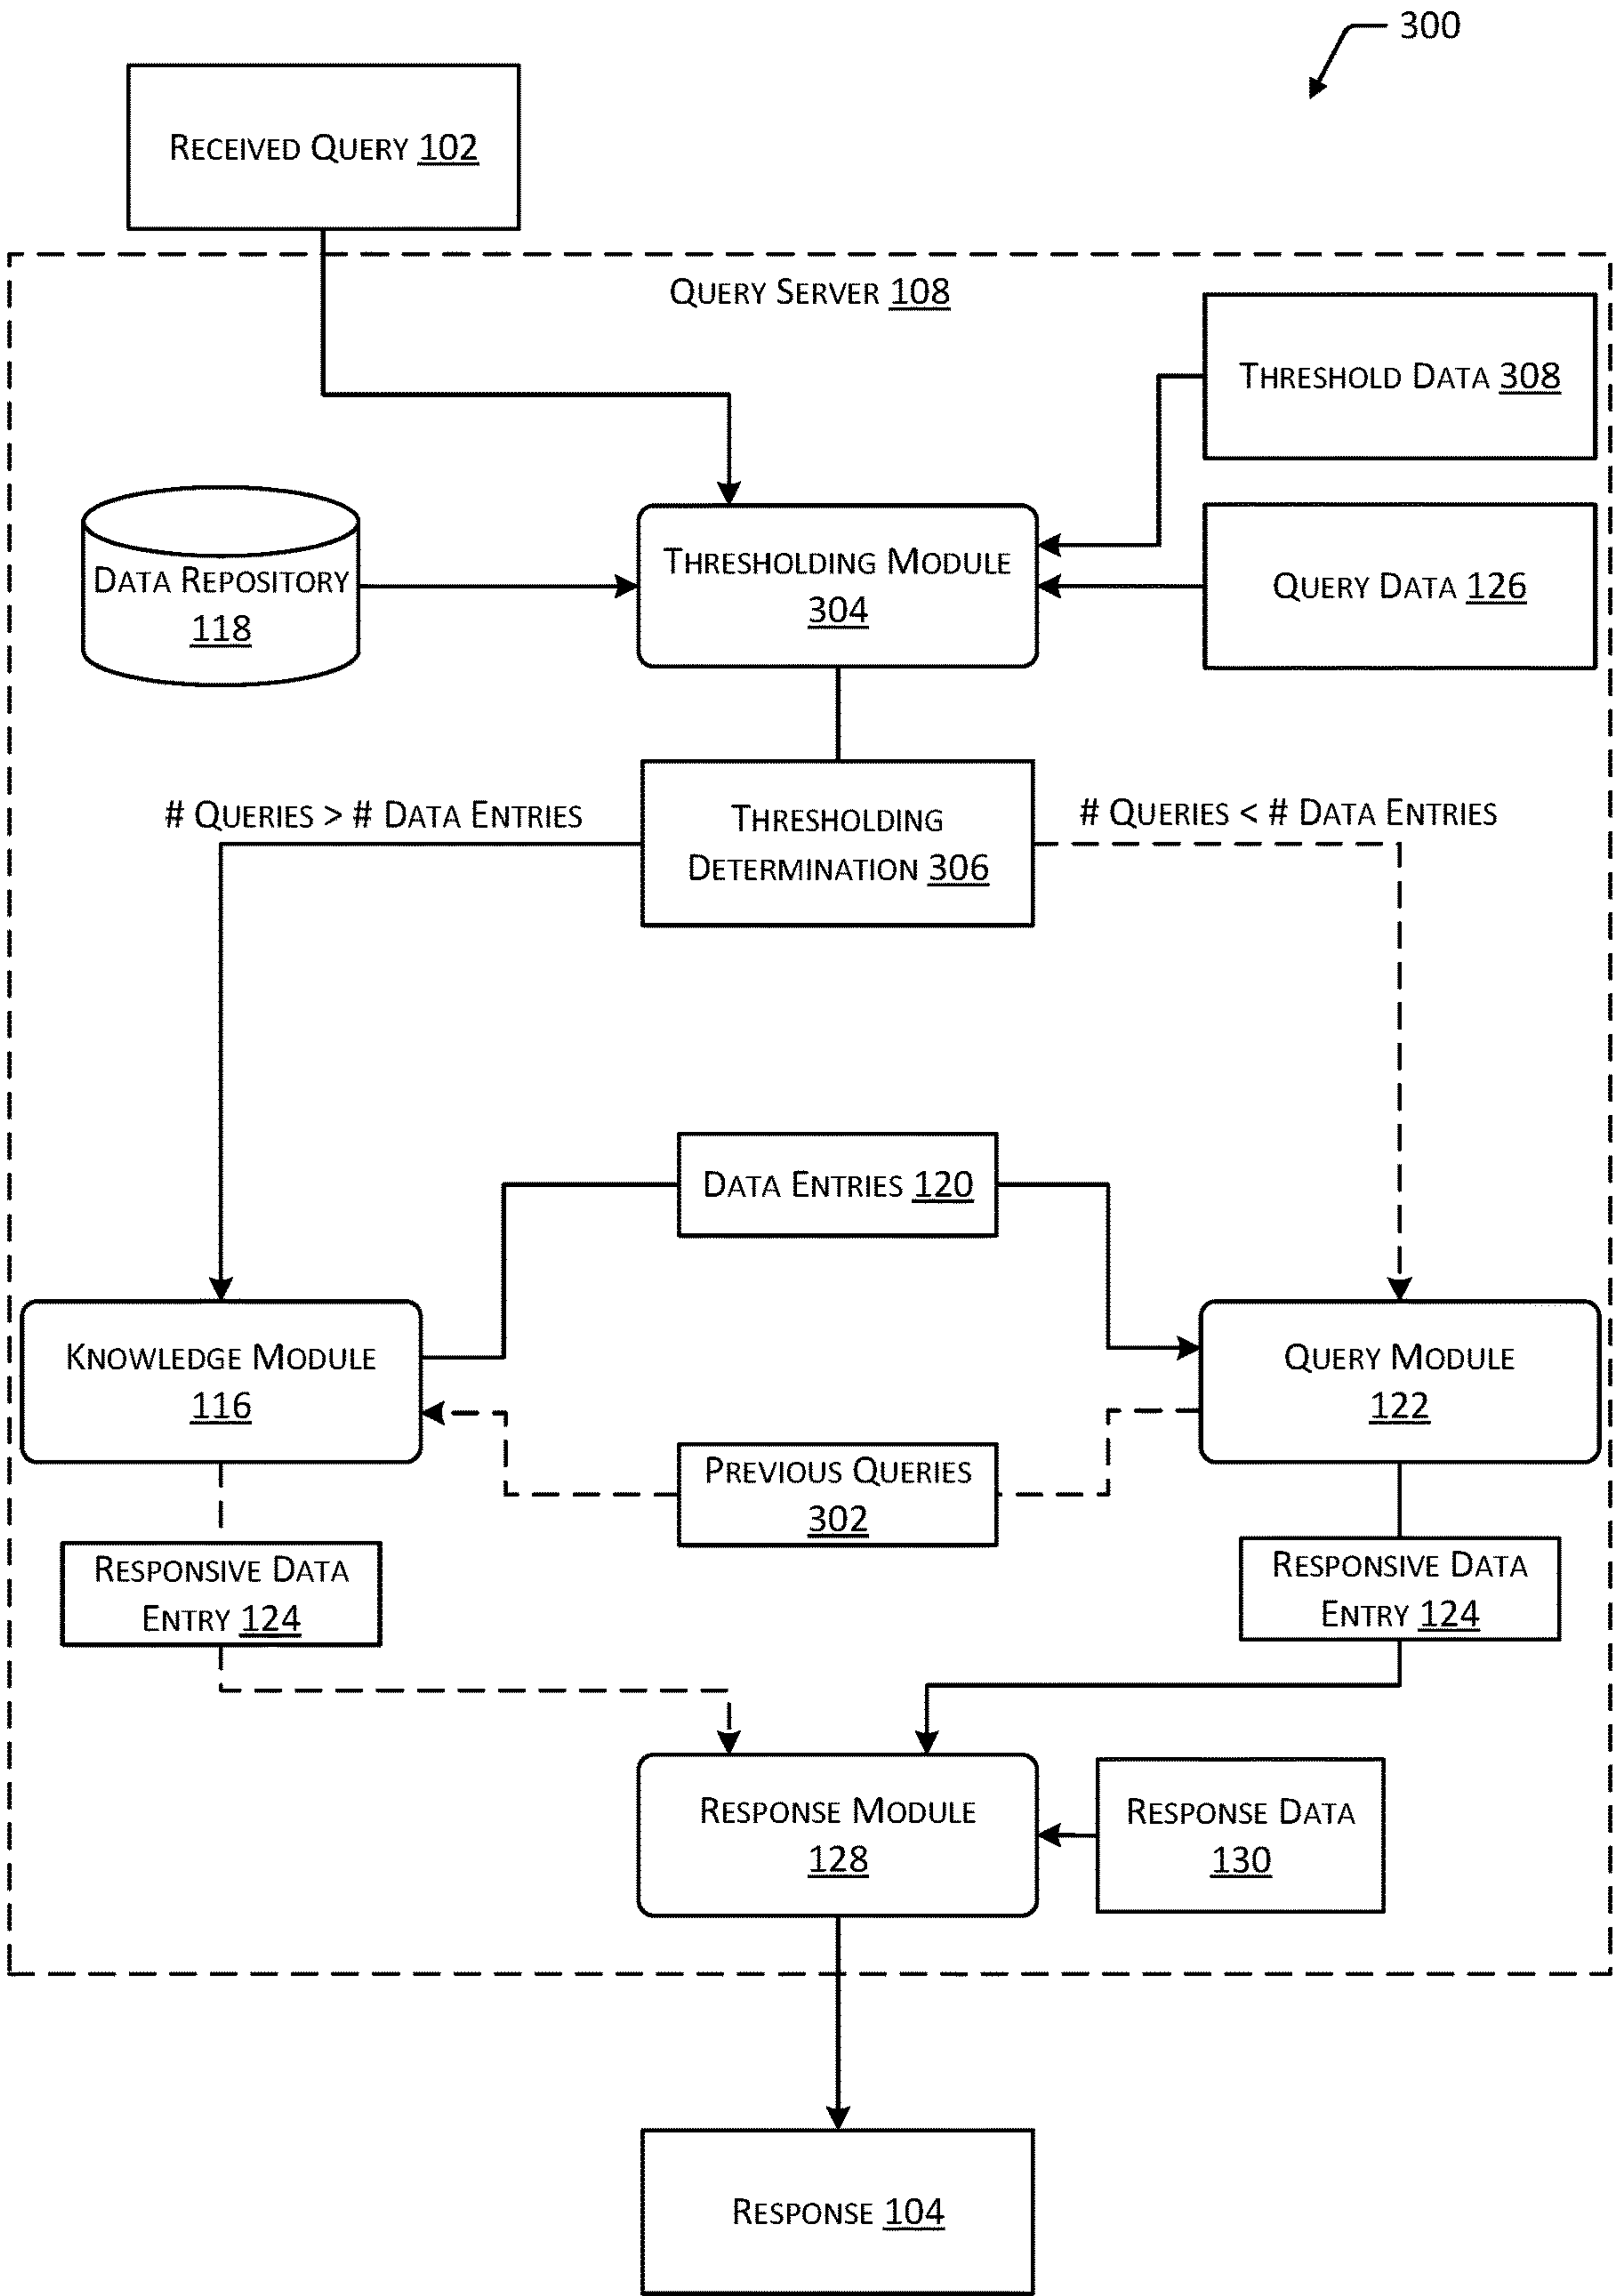 300
RECEIVED QUERY 102
QUERY SERVER 108
THRESHOLD DATA 308
DATA REPOSITORY
118
THRESHOLDING MODULE
304
QUERY DATA 126
# QUERIES > # DATA ENTRIES
THRESHOLDING
DETERMINATION 306
# QUERIES < # DATA ENTRIES
DATA ENTRIES 120
KNOWLEDGE MODULE
116
QUERY MODULE
122
PREVIOUS QUERIES
302
RESPONSIVE DATA
ENTRY 124
RESPONSIVE DATA
ENTRY 124
RESPONSE MODULE
128
RESPONSE DATA
130
RESPONSE 104